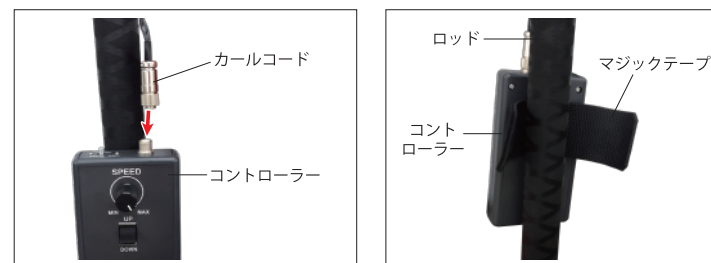 カールコード
コントローラー
SPEED
MIN
MAX
UP
DOWN
ロッド
マジックテープ
コント
ローラー